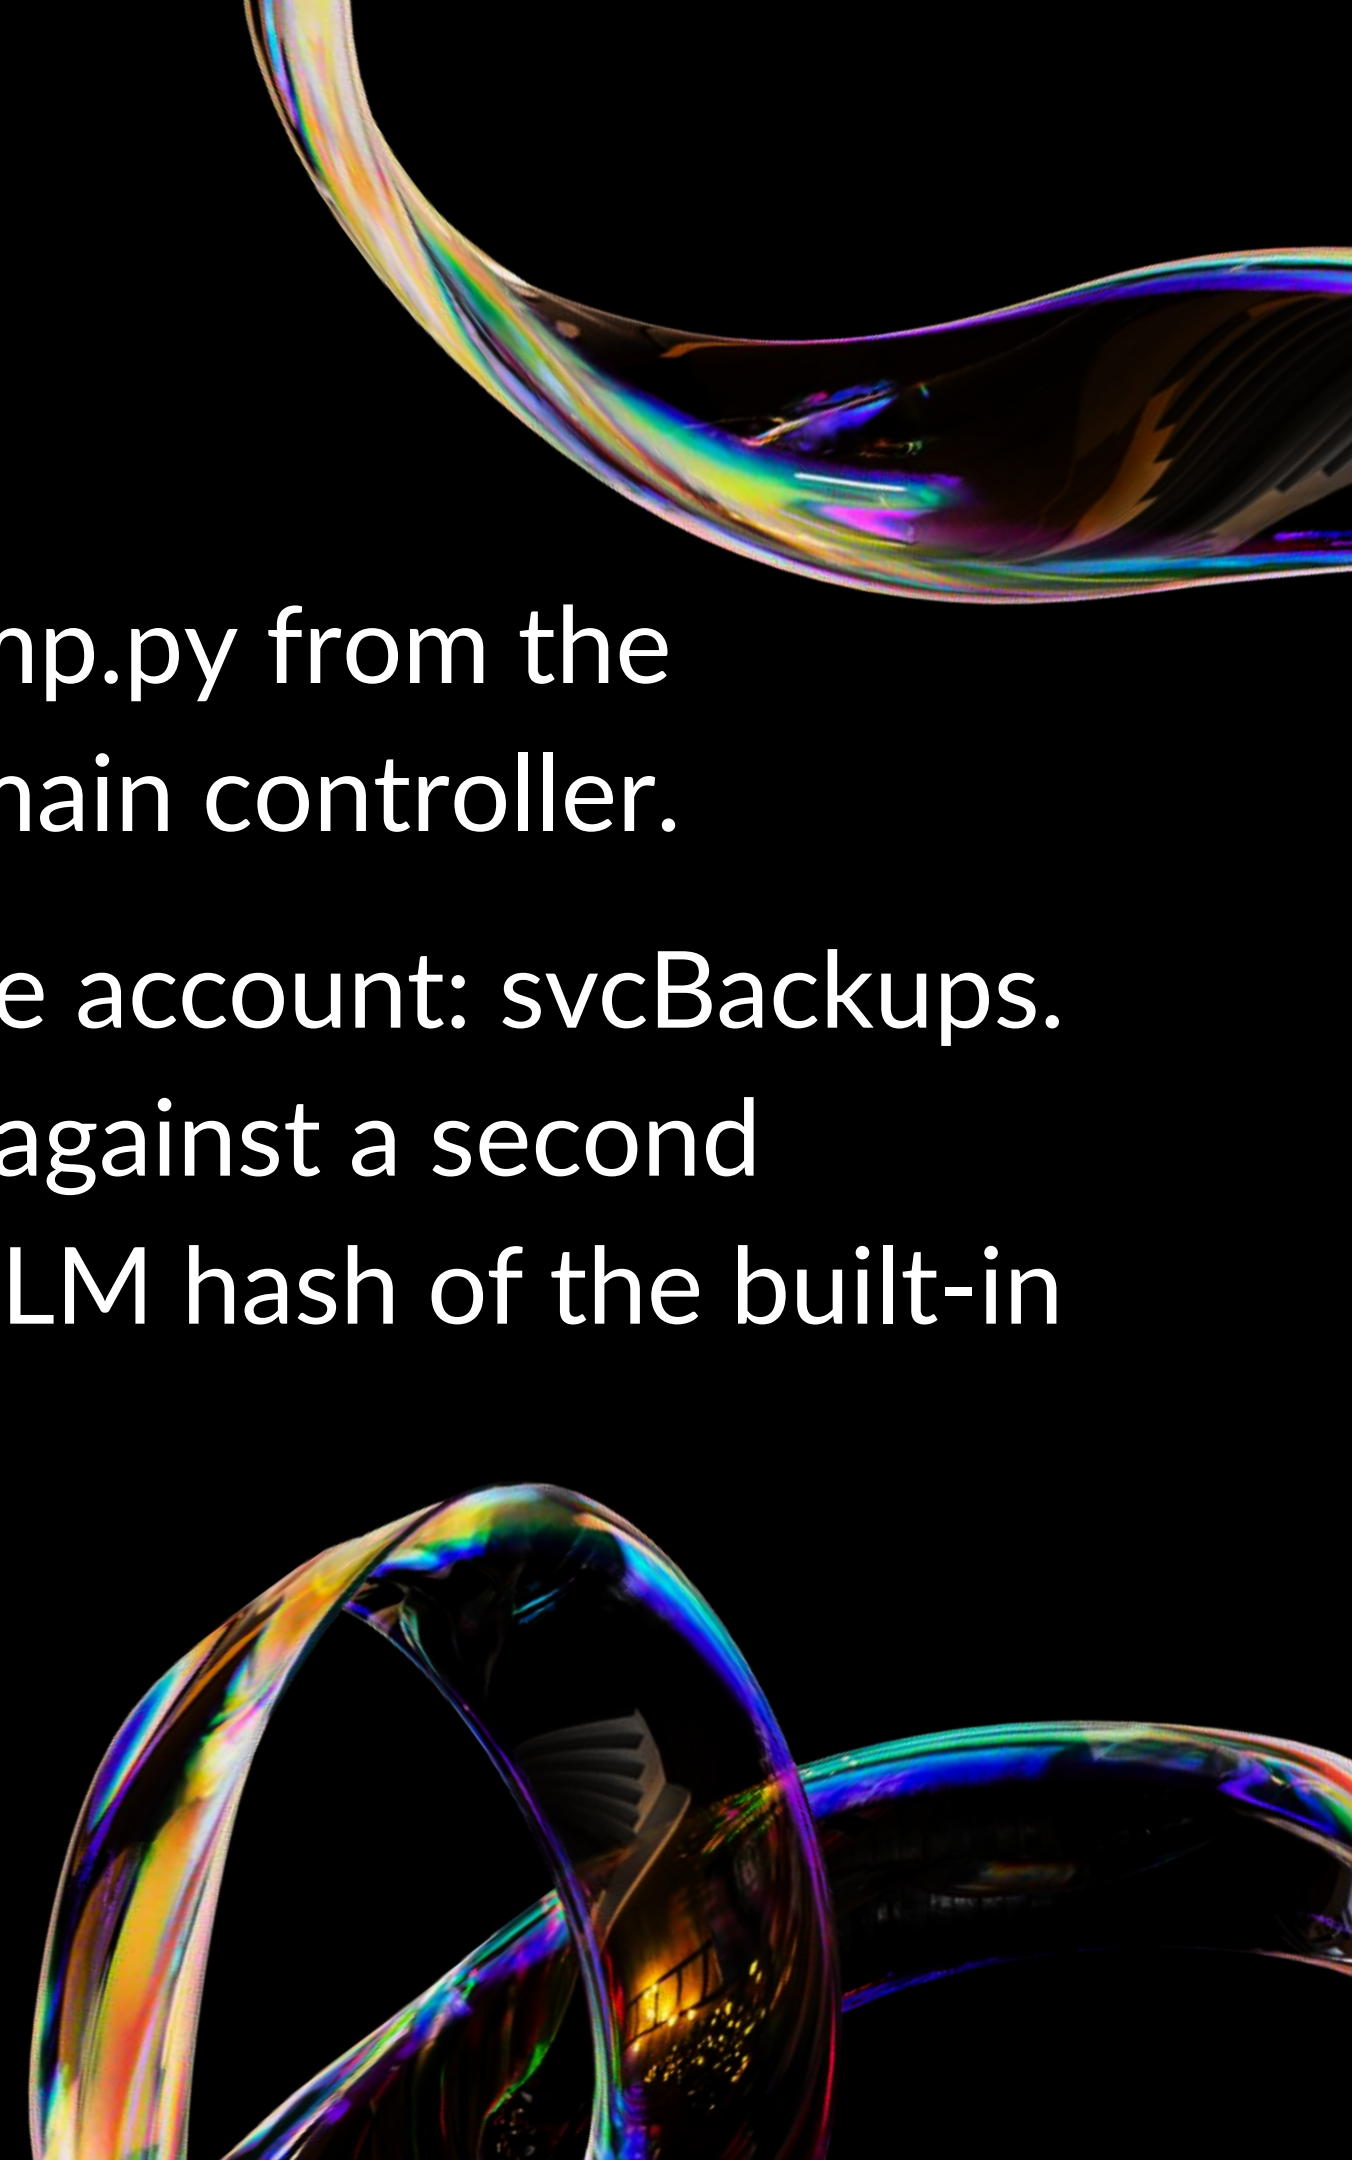 np.py from the
nain controller.
e account: svcBackups.
against a second
LM hash of the built-in